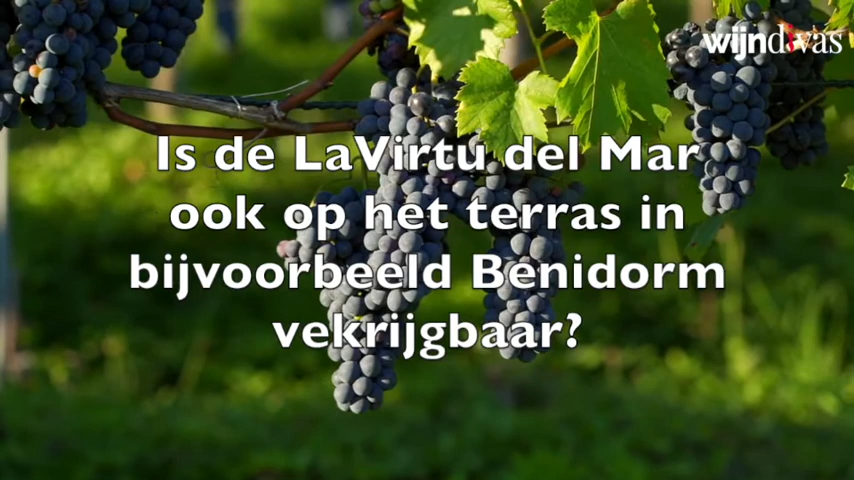 wijndivas
Is de LaVirtu del Mar
ook op het terras in
bijvoorbeeld Benidorm
vekrijgbaar?